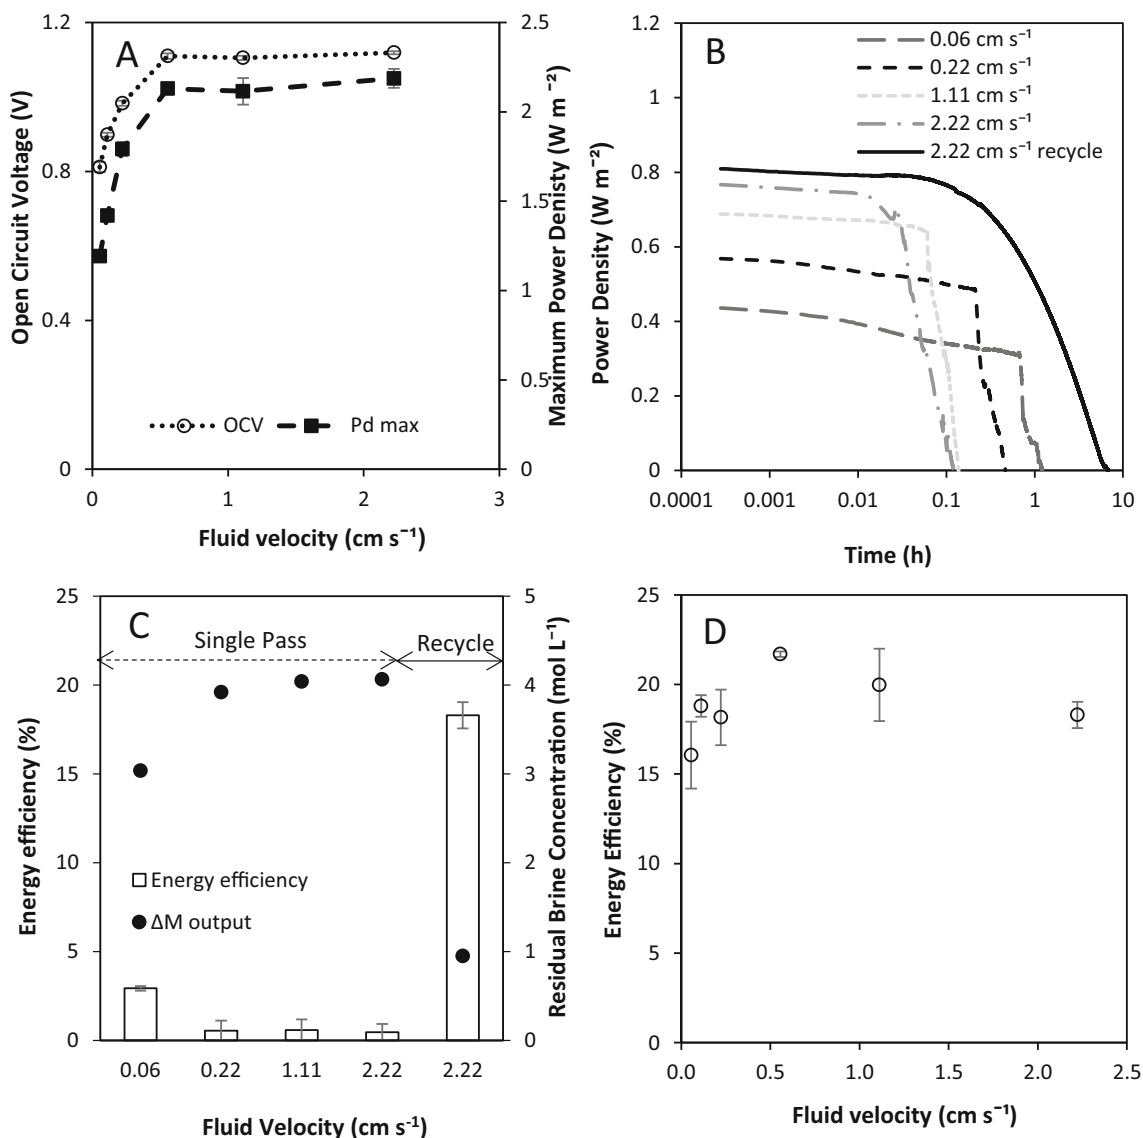 A
Open Circuit Voltage (V)
1.2
0.8
0.4
0
2.5
2
1.5
1
0.5
0
Maximum Power Denisty (W m⁻²)
OCV
Pd max
0
1
2
3
Fluid velocity (cm s⁻¹)
B
Power Density (W m⁻²)
1.2
1
0.8
0.6
0.4
0.2
0
0.06 cm s⁻¹
0.22 cm s⁻¹
1.11 cm s⁻¹
2.22 cm s⁻¹
2.22 cm s⁻¹ recycle
0.0001
0.001
0.01
0.1
1
10
Time (h)
C
Energy efficiency (%)
25
20
15
10
5
0
Single Pass
Recycle
Energy efficiency
ΔM output
5
4
3
2
1
0
Residual Brine Concentration (mol L⁻¹)
0.06
0.22
1.11
2.22
2.22
Fluid Velocity (cm s⁻¹)
D
Energy Efficiency (%)
25
20
15
10
5
0
0.0
0.5
1.0
1.5
2.0
2.5
Fluid velocity (cm s⁻¹)